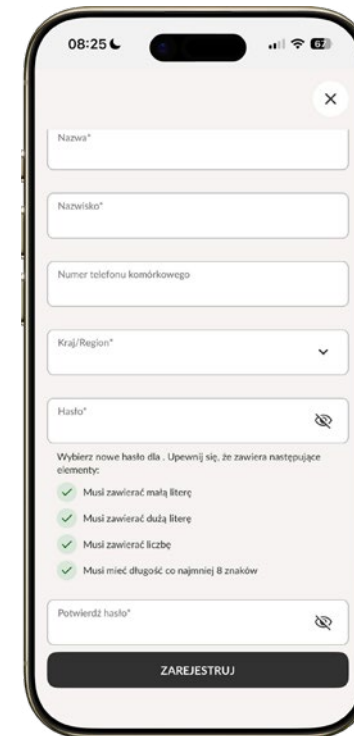 08:25
67
Nazwa*
Nazwisko*
Numer telefonu komórkowego
Kraj/Region*
Hasło*
Wybierz nowe hasło dla . Upewnij się, że zawiera następujące
elementy:
Musi zawierać małą literę
Musi zawierać dużą literę
Musi zawierać liczbę
Musi mieć długość co najmniej 8 znaków
Potwierdź hasło*
ZAREJESTRUJ